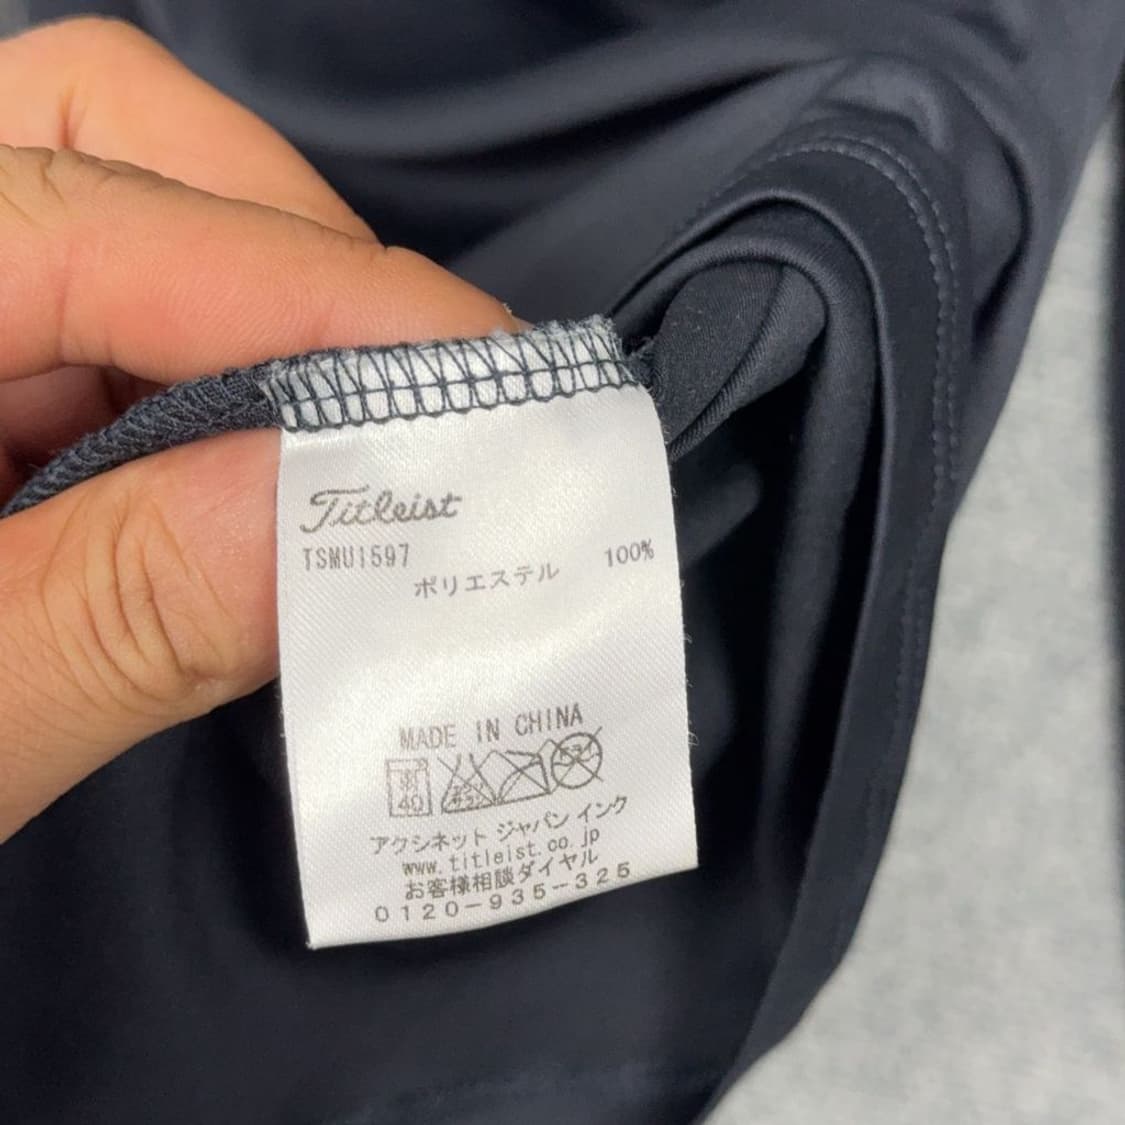 Titleist
TSMU1597
ポリエステル 100%
MADE IN CHINA
40
アクシネット ジャパン インク
www.titleist.co.jp
お客様相談ダイヤル
0120-935-325